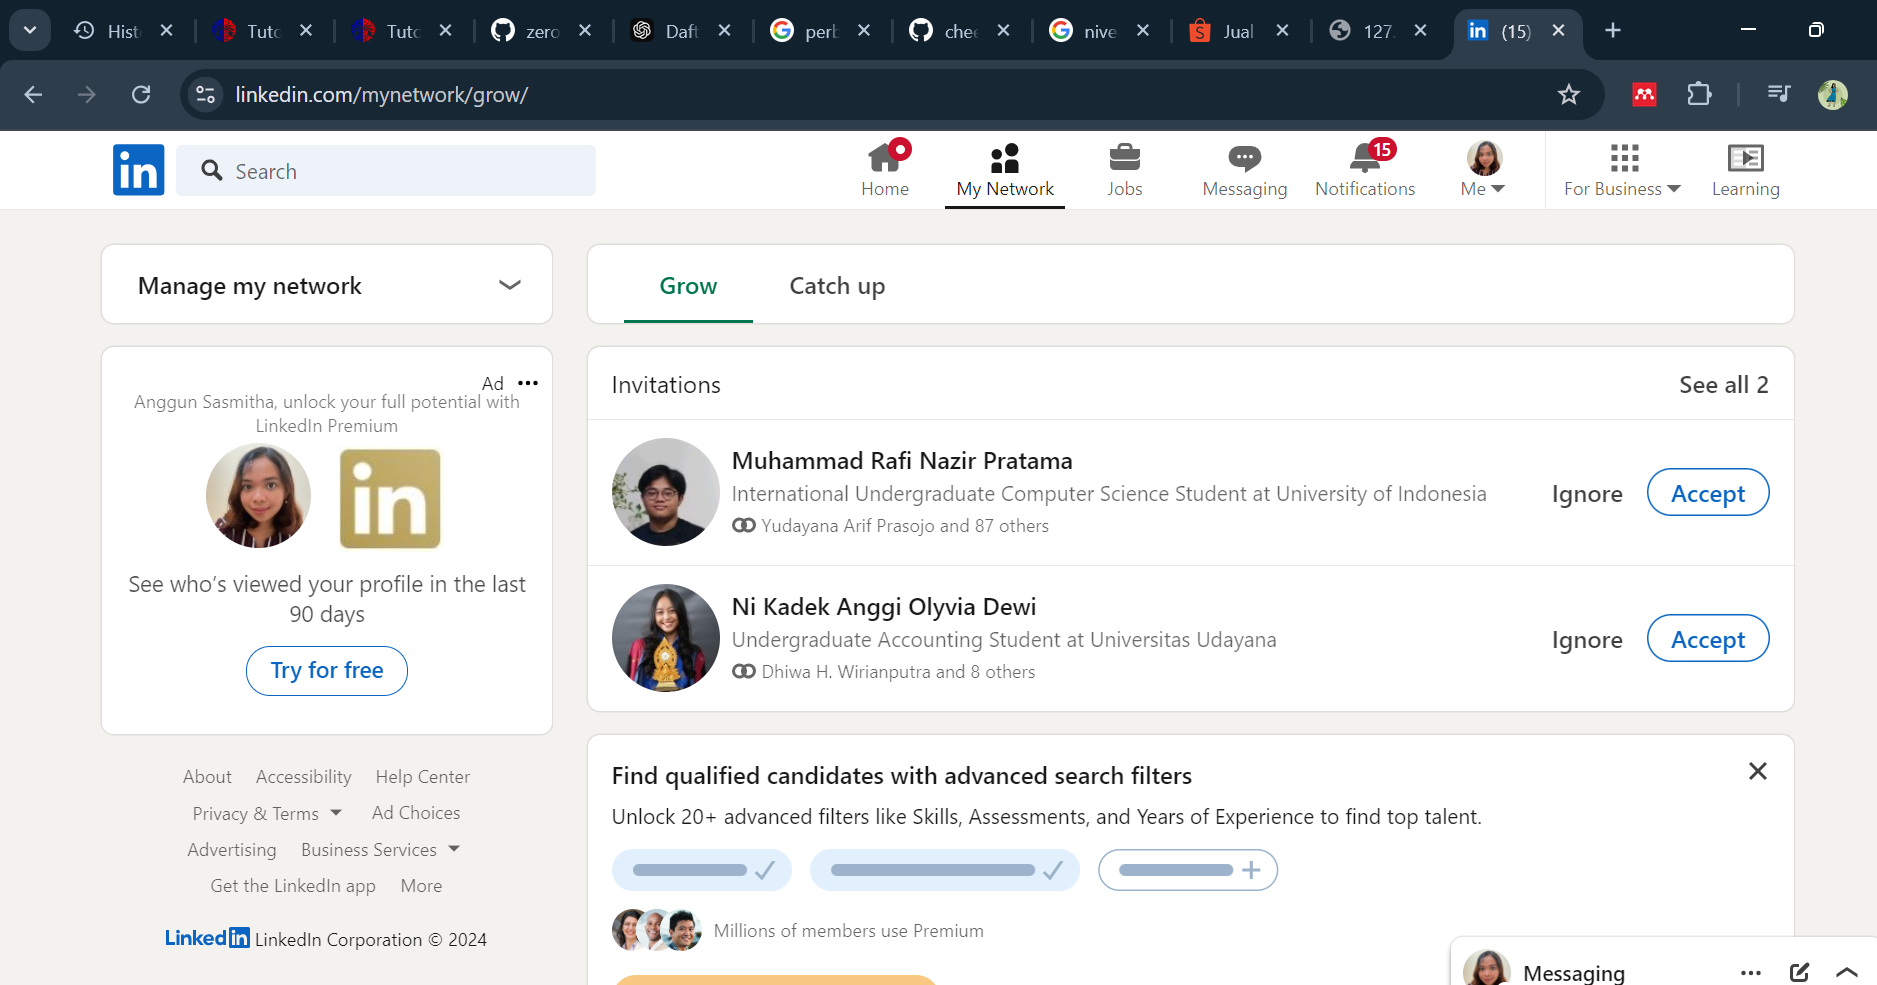 Hist
Tuto
Tuto
zero
Daft
perb
chee
nive
Jual
127.
(15)
linkedin.com/mynetwork/grow/
in
Search
Home
My Network
Jobs
Messaging
15
Notifications
Me
For Business
Learning
Manage my network
Grow
Catch up
Ad
Anggun Sasmitha, unlock your full potential with
LinkedIn Premium
in
See who's viewed your profile in the last
90 days
Try for free
About Accessibility Help Center
Privacy & Terms Ad Choices
Advertising Business Services
Get the LinkedIn app More
LinkedIn LinkedIn Corporation © 2024
Invitations
See all 2
Muhammad Rafi Nazir Pratama
International Undergraduate Computer Science Student at University of Indonesia
Yudayana Arif Prasojo and 87 others
Ignore
Accept
Ni Kadek Anggi Olyvia Dewi
Undergraduate Accounting Student at Universitas Udayana
Dhiwa H. Wirianputra and 8 others
Ignore
Accept
Find qualified candidates with advanced search filters
Unlock 20+ advanced filters like Skills, Assessments, and Years of Experience to find top talent.
Millions of members use Premium
Messaging